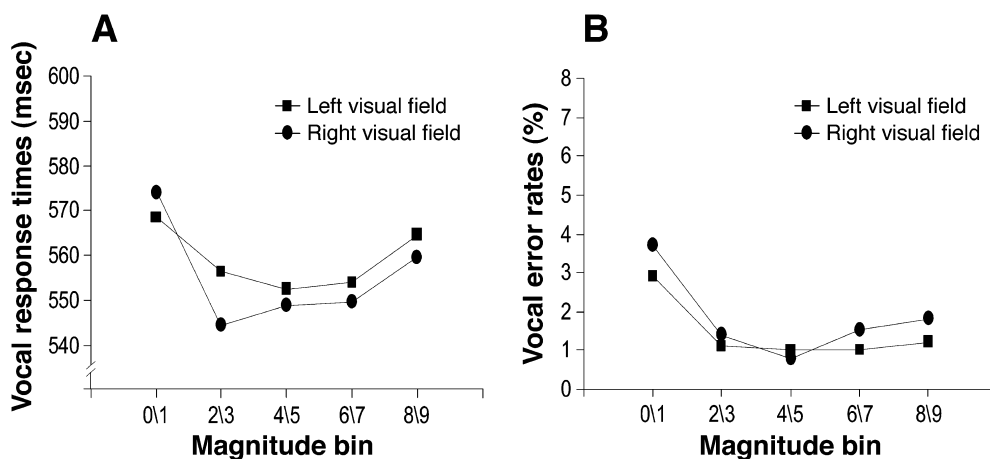 A
Vocal response times (msec)
600
590
580
570
560
550
540
Left visual field
Right visual field
0\1 2\3 4\5 6\7 8\9
Magnitude bin
B
Vocal error rates (%)
8
7
6
5
4
3
2
1
0
Left visual field
Right visual field
0\1 2\3 4\5 6\7 8\9
Magnitude bin